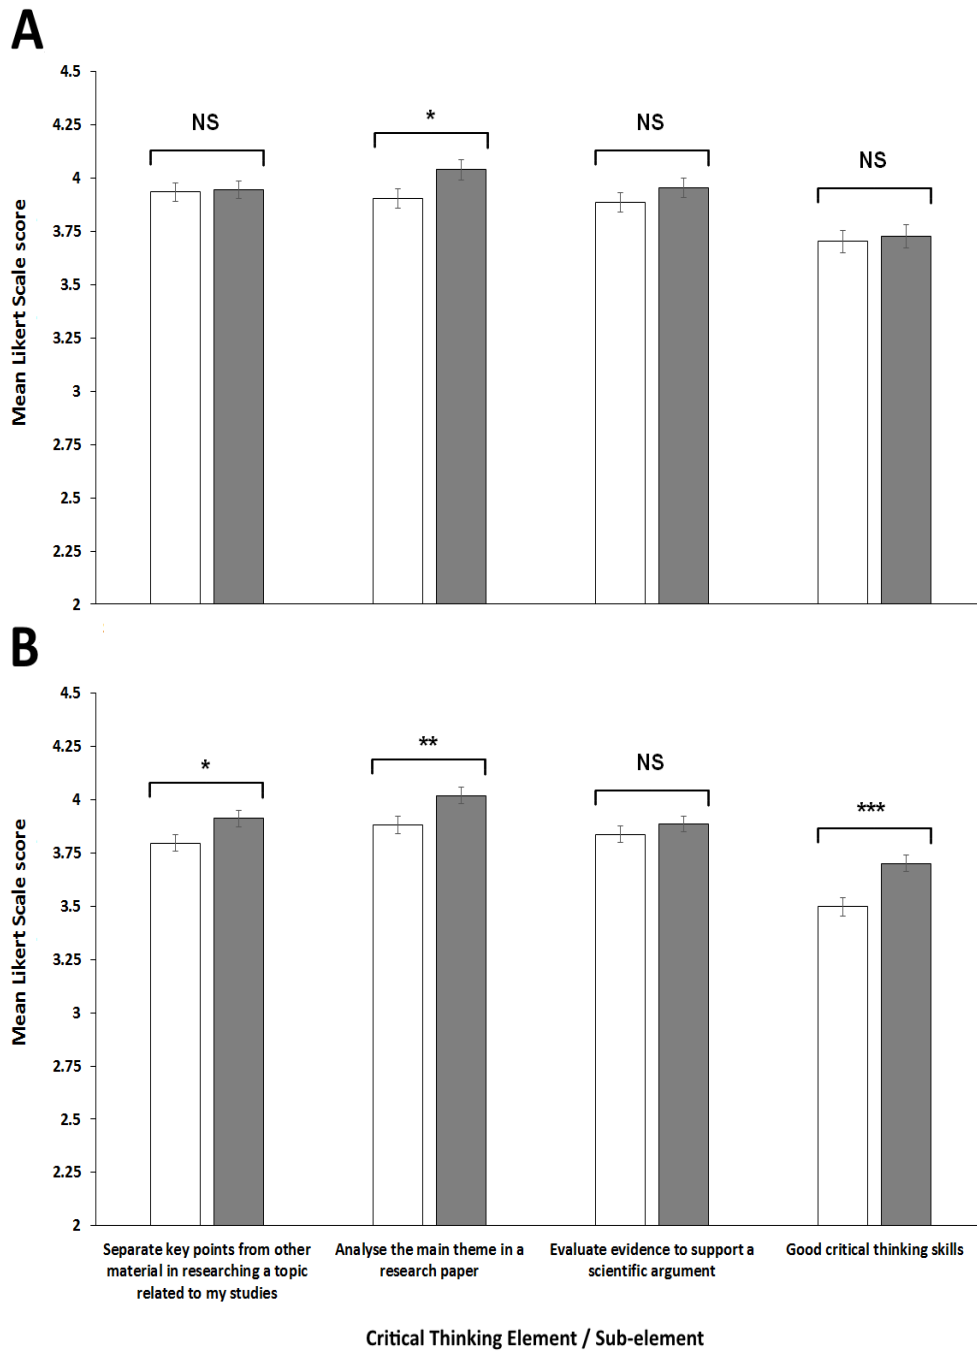 A
4.5
4.25
4
3.75
3.5
3.25
3
2.75
2.5
2.25
2
Mean Likert Scale score
NS
*
NS
NS
B
4.5
4.25
4
3.75
3.5
3.25
3
2.75
2.5
2.25
2
Mean Likert Scale score
*
**
NS
***
Separate key points from other
material in researching a topic
related to my studies
Analyse the main theme in a
research paper
Evaluate evidence to support a
scientific argument
Good critical thinking skills
Critical Thinking Element / Sub-element